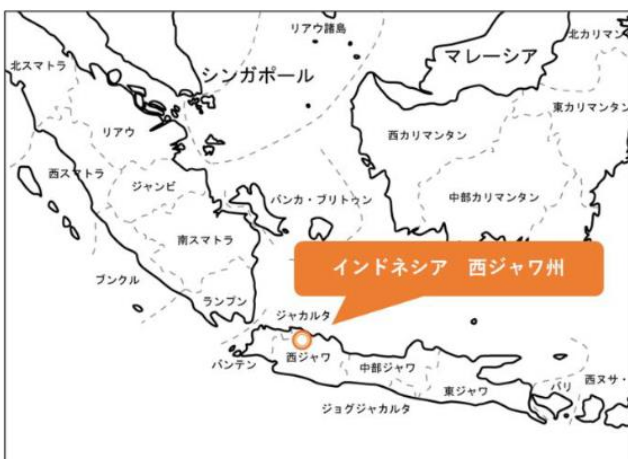 リアウ諸島
北カリマンタン
マレーシア
北スマトラ
シンガポール
東カリマンタン
リアウ
西カリマンタン
西スマトラ
ジャンビ
バンカ・ブリトゥン
中部カリマンタン
南スマトラ
インドネシア 西ジャワ州
ブンクル
ランプン
ジャカルタ
バンテン
西ジャワ
中部ジャワ
東ジャワ
バリ
西ヌサ・
ジョグジャカルタ